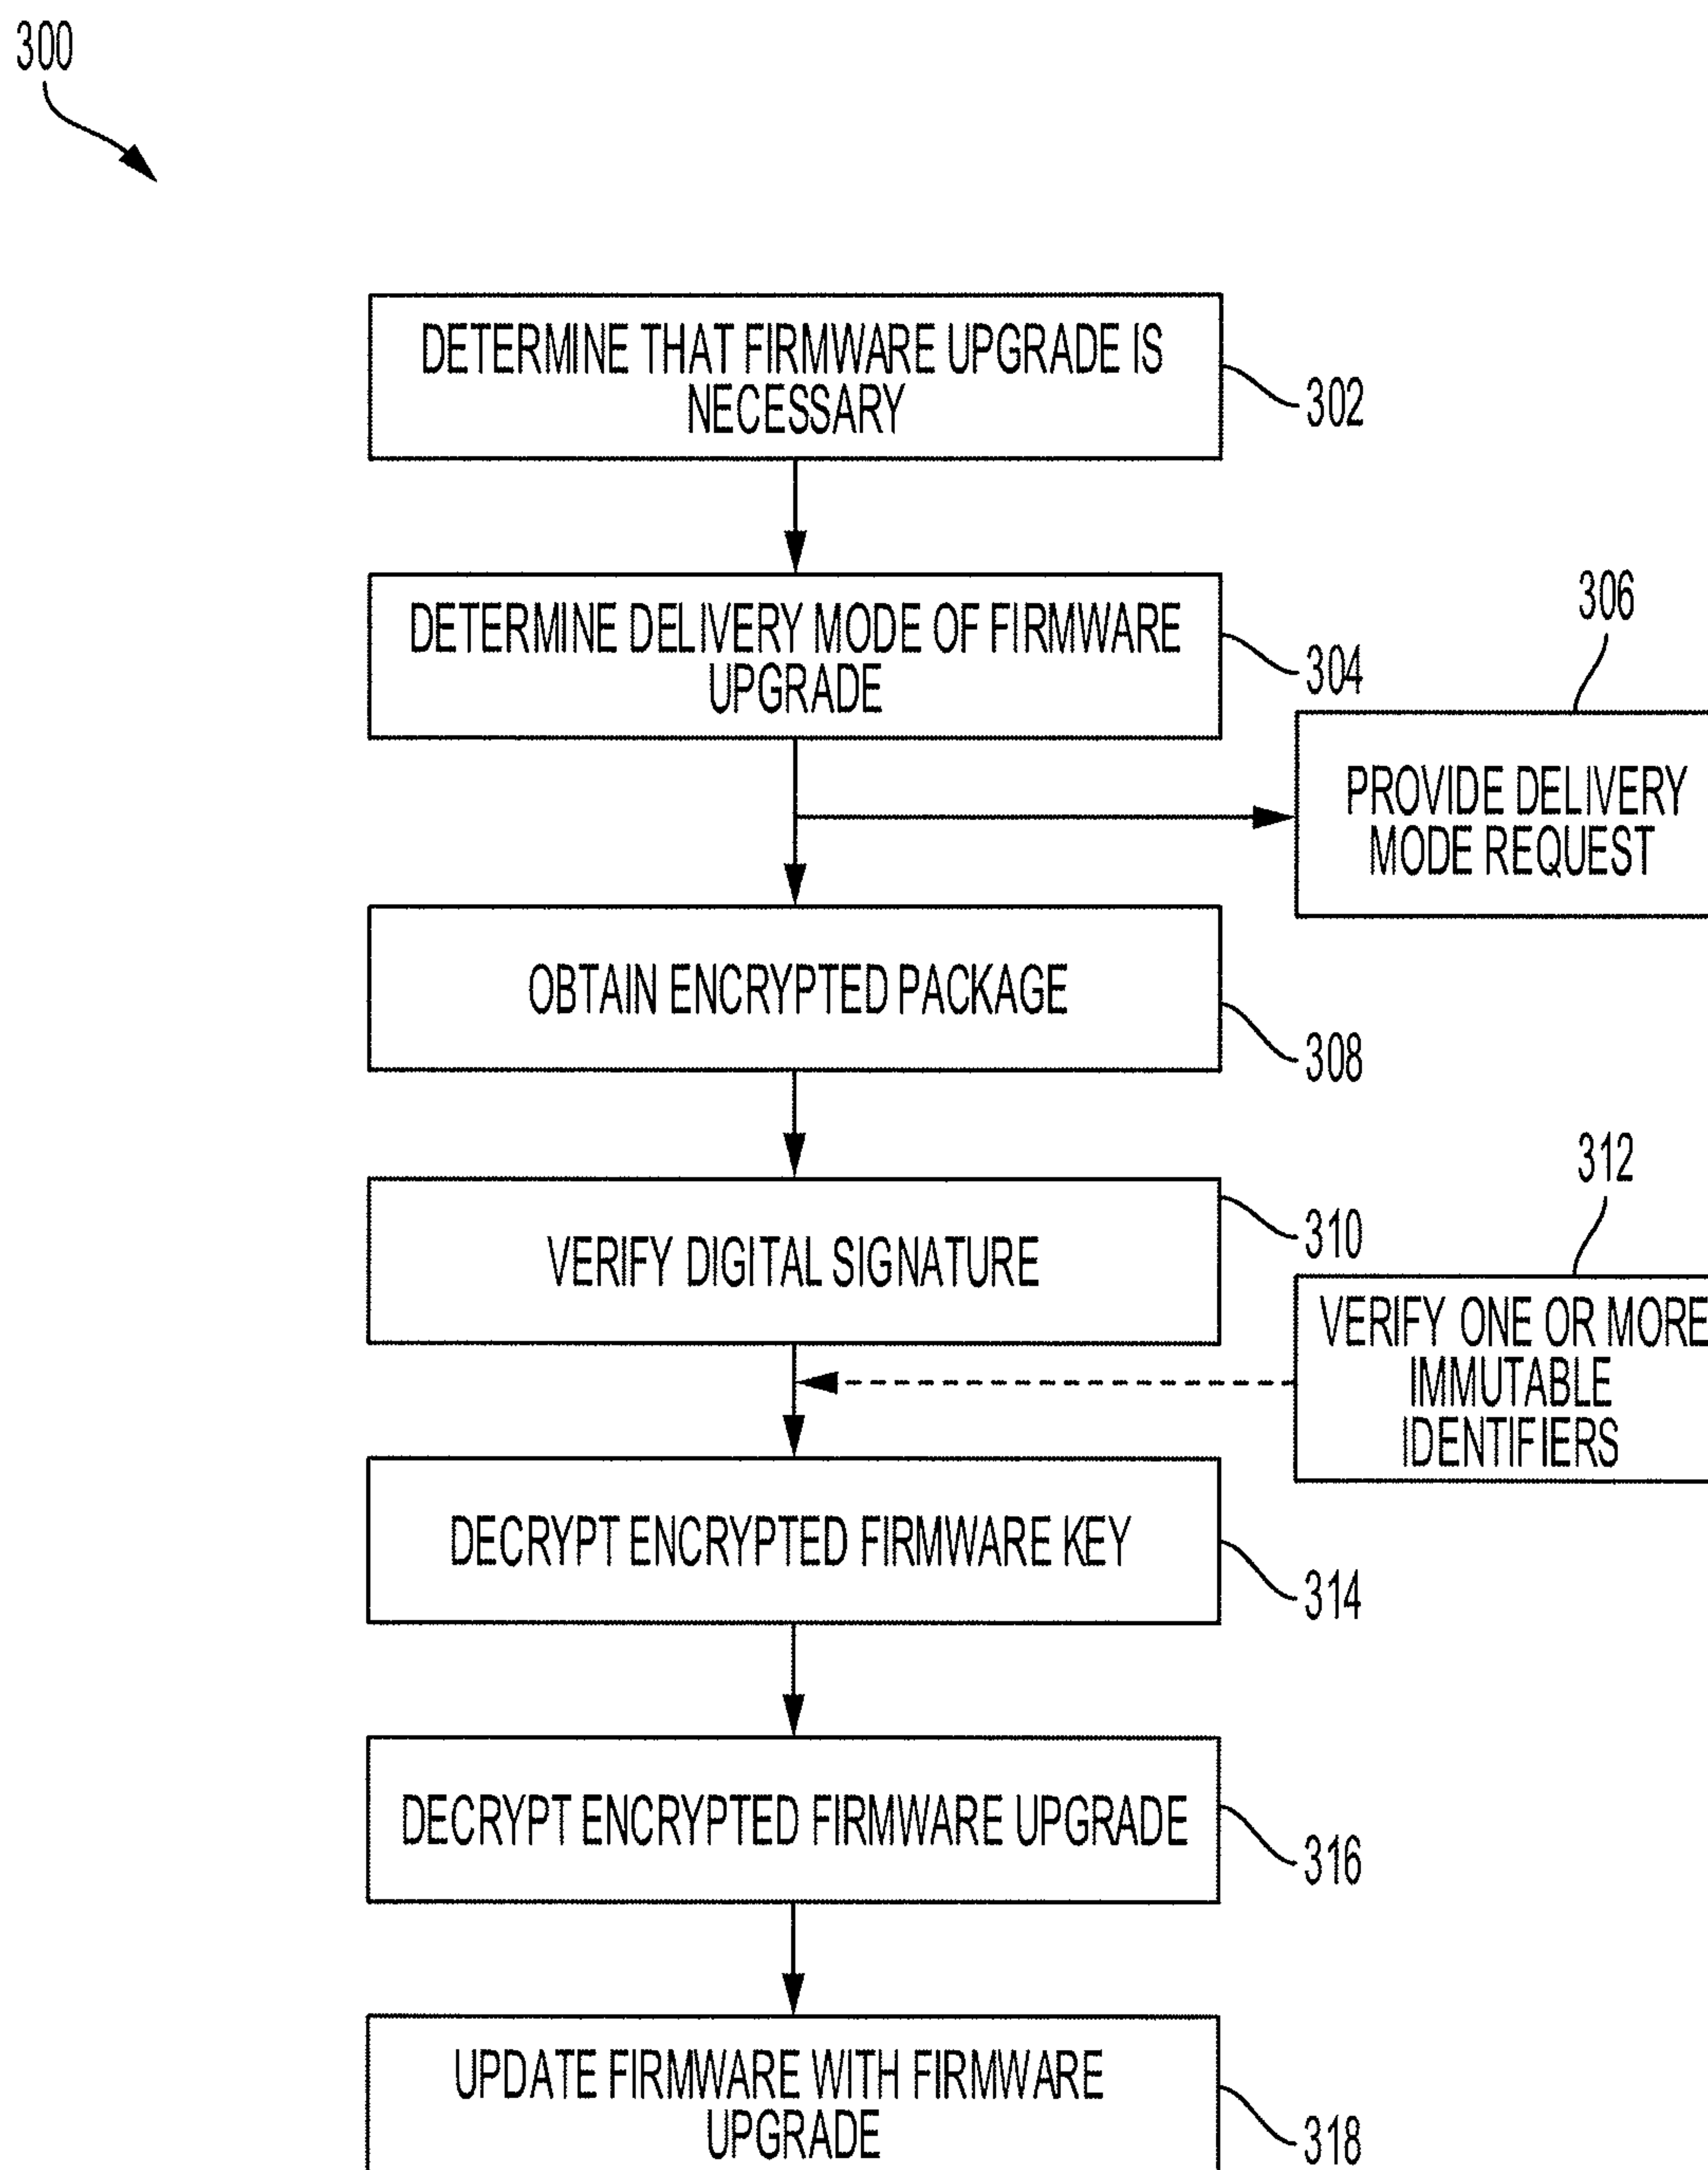 300
DETERMINE THAT FIRMWARE UPGRADE IS
NECESSARY
302
DETERMINE DELIVERY MODE OF FIRMWARE
UPGRADE
304
306
PROVIDE DELIVERY
MODE REQUEST
OBTAIN ENCRYPTED PACKAGE
308
VERIFY DIGITAL SIGNATURE
310
312
VERIFY ONE OR MORE
IMMUTABLE
IDENTIFIERS
DECRYPT ENCRYPTED FIRMWARE KEY
314
DECRYPT ENCRYPTED FIRMWARE UPGRADE
316
UPDATE FIRMWARE WITH FIRMWARE
UPGRADE
318